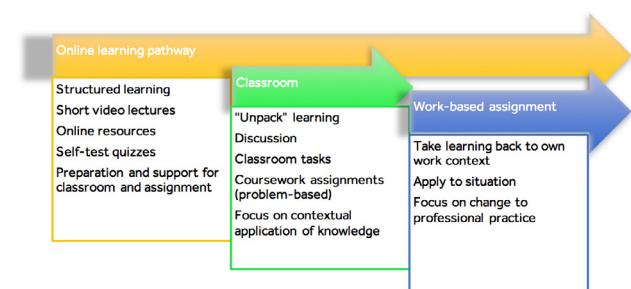 Online learning pathway
Structured learning
Short video lectures
Online resources
Self-test quizzes
Preparation and support for
classroom and assignment
Classroom
"Unpack" learning
Discussion
Classroom tasks
Coursework assignments
(problem-based)
Focus on contextual
application of knowledge
Work-based assignment
Take learning back to own
work context
Apply to situation
Focus on change to
professional practice